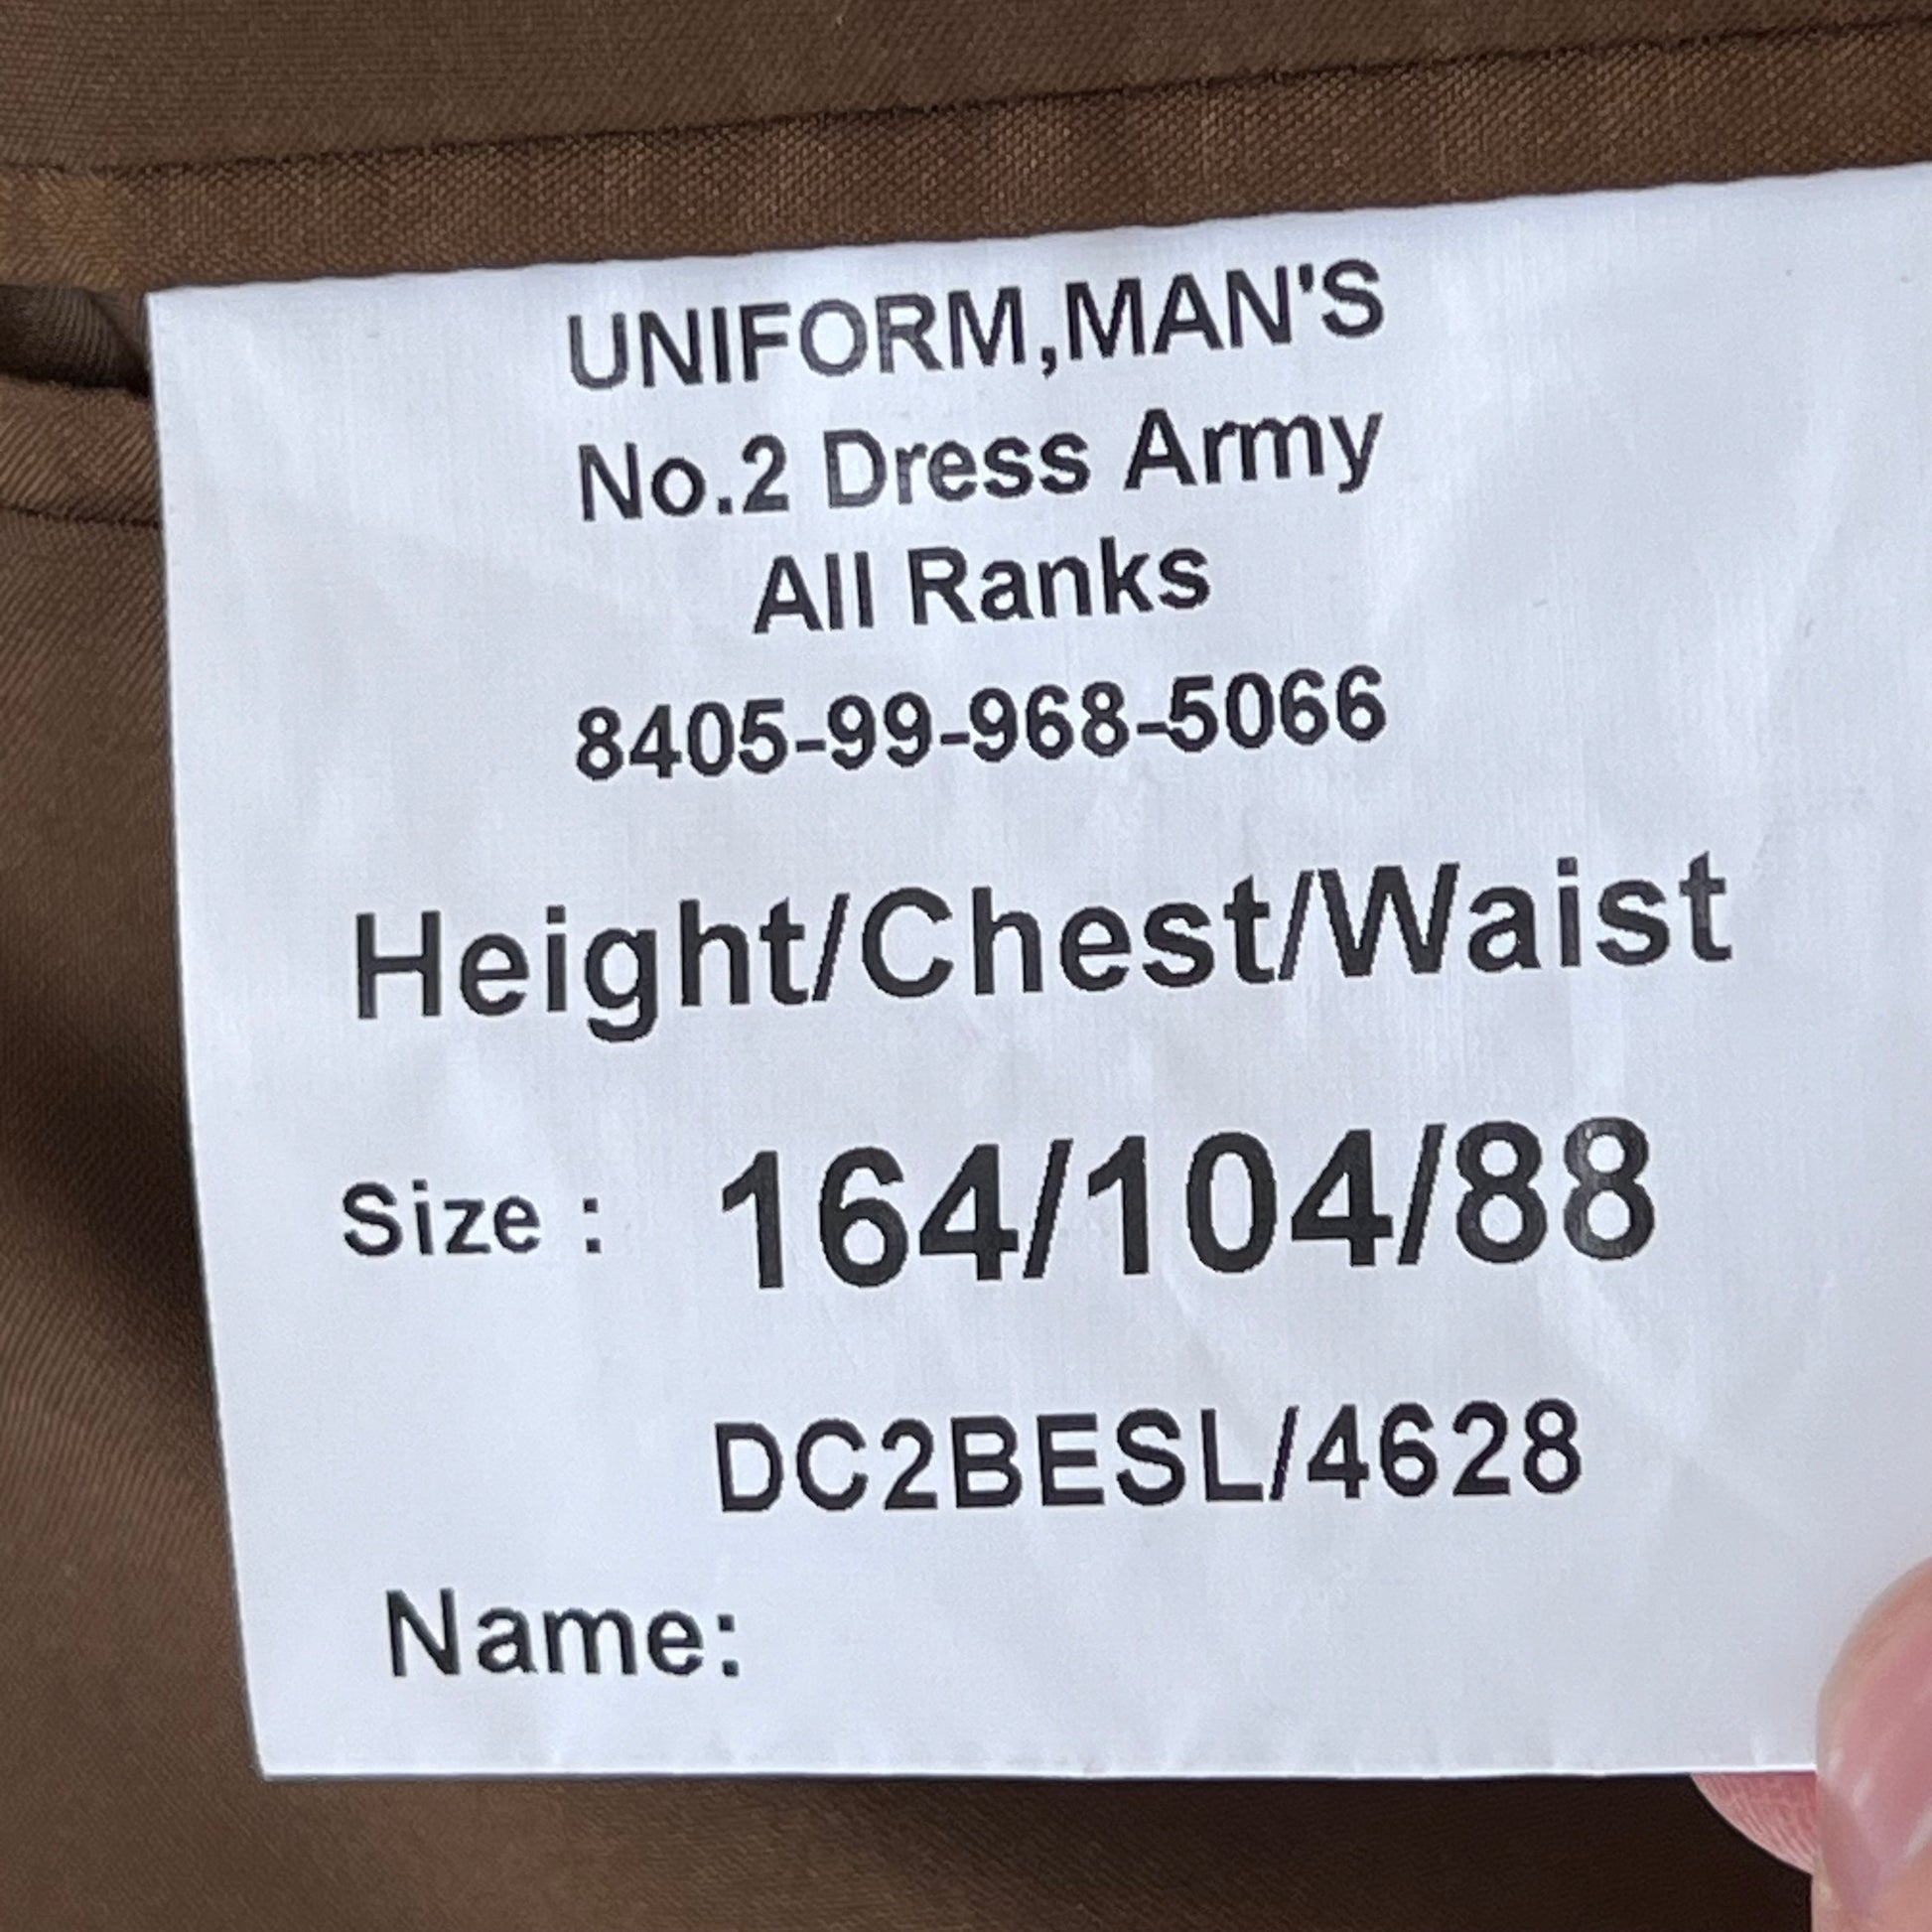 UNIFORM,MAN'S
No.2 Dress Army
All Ranks
8405-99-968-5066
Height/Chest/Waist
Size : 164/104/88
DC2BESL/4628
Name: